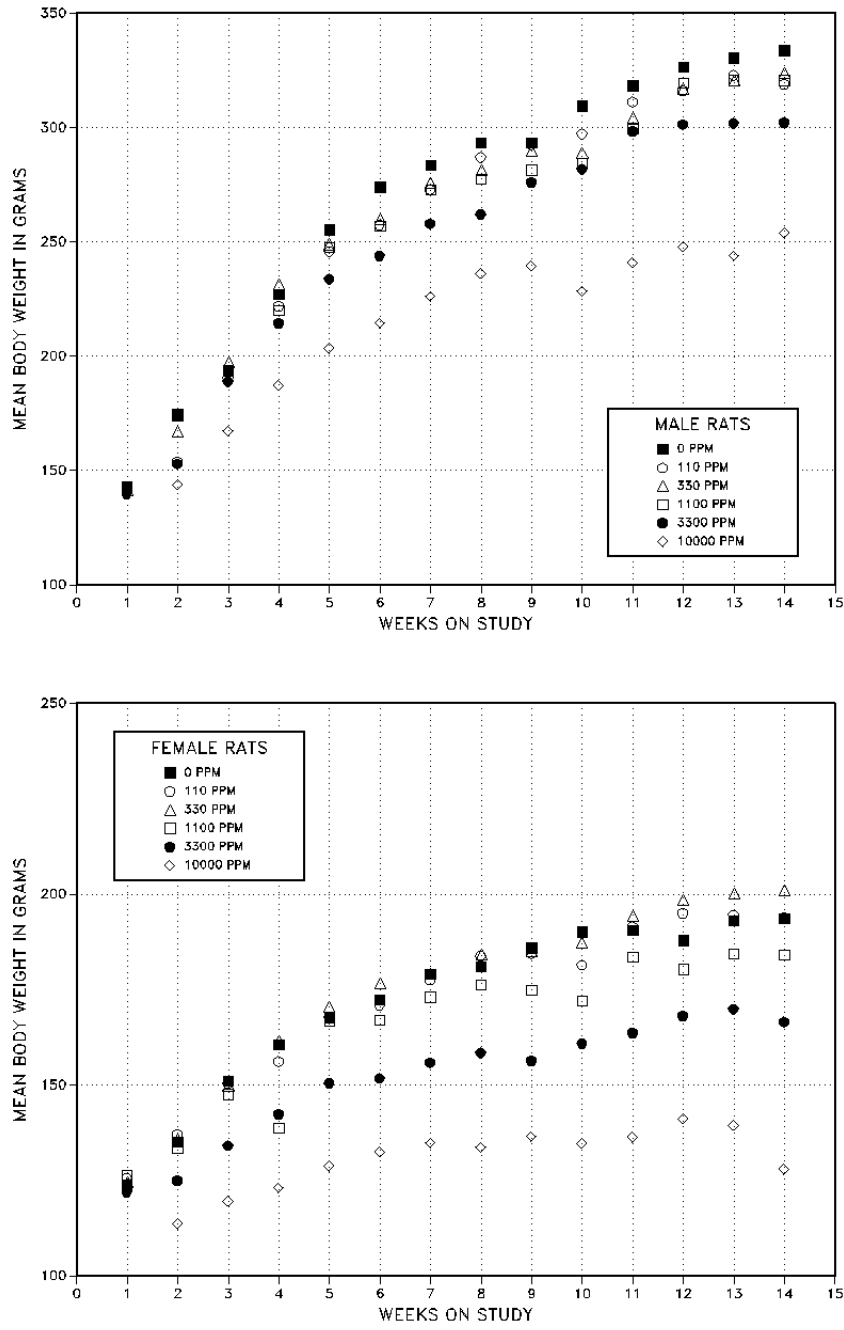 350
300
250
200
150
100
MEAN BODY WEIGHT IN GRAMS
MALE RATS
0 PPM
110 PPM
330 PPM
1100 PPM
3300 PPM
10000 PPM
0 1 2 3 4 5 6 7 8 9 10 11 12 13 14 15
WEEKS ON STUDY
250
200
150
100
MEAN BODY WEIGHT IN GRAMS
FEMALE RATS
0 PPM
110 PPM
330 PPM
1100 PPM
3300 PPM
10000 PPM
0 1 2 3 4 5 6 7 8 9 10 11 12 13 14 15
WEEKS ON STUDY